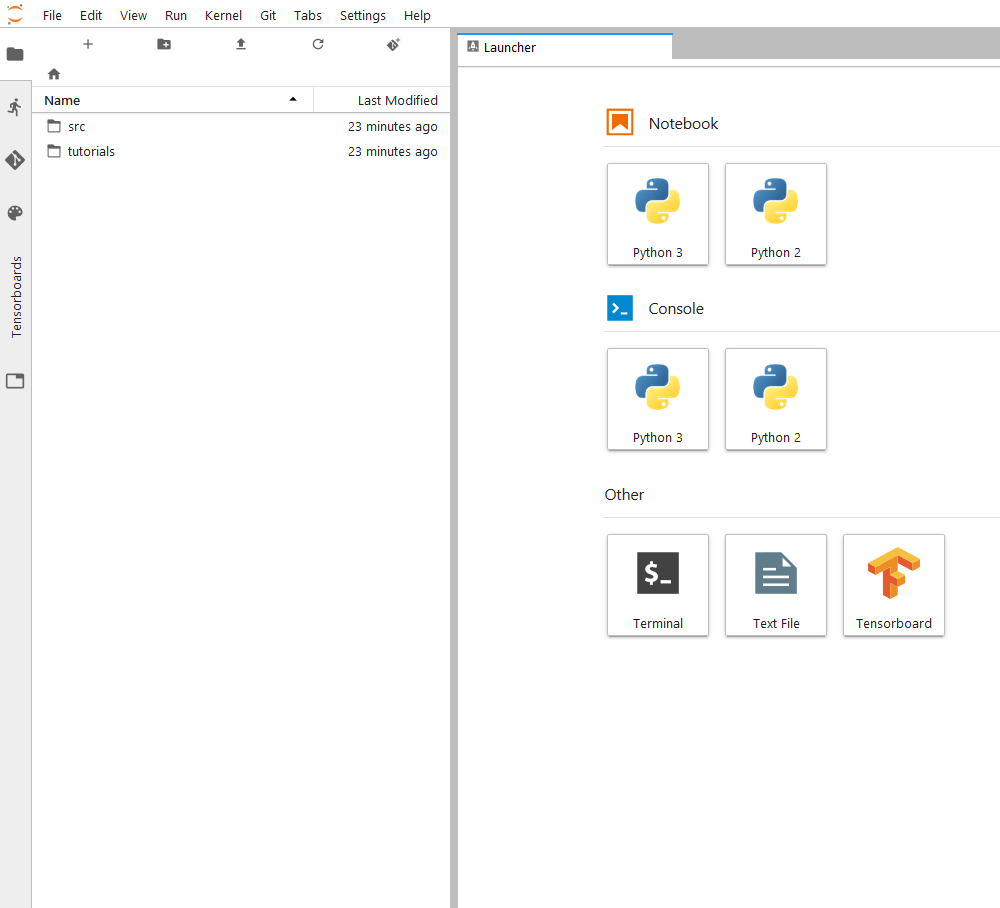 File Edit View Run Kernel Git Tabs Settings Help
Launcher
Name Last Modified
src 23 minutes ago
tutorials 23 minutes ago
Tensorboards
Notebook
Python 3 Python 2
Console
Python 3 Python 2
Other
$_
Terminal Text File Tensorboard